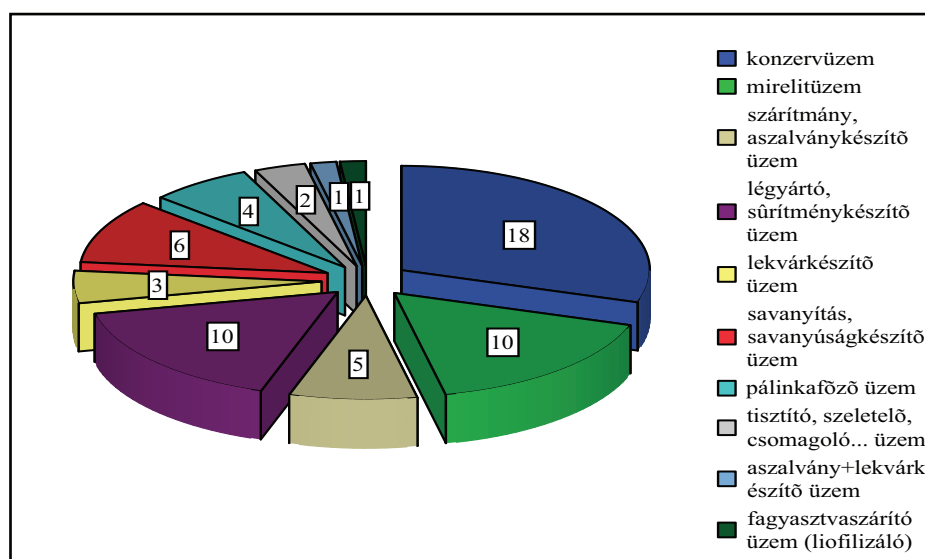 konzervüzem
mirelitüzem
szárítmány,
aszalványkészítõ
üzem
légyártó,
sûrítménykészítõ
üzem
lekvárkészítõ
üzem
savanyítás,
savanyúságkészítõ
üzem
pálinkafõzõ üzem
tisztító, szeletelõ,
csomagoló... üzem
aszalvány+lekvárk
észítõ üzem
fagyasztvaszárító
üzem (liofilizáló)
18
10
5
10
3
6
4
2
1
1